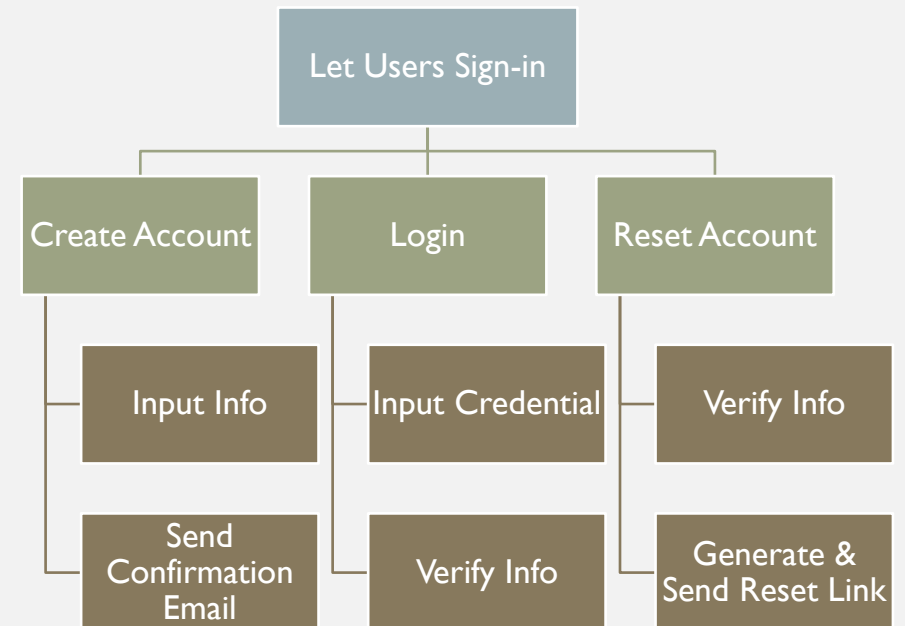 Let Users Sign-in
Create Account
Login
Reset Account
Input Info
Input Credential
Verify Info
Send
Confirmation
Email
Verify Info
Generate &
Send Reset Link